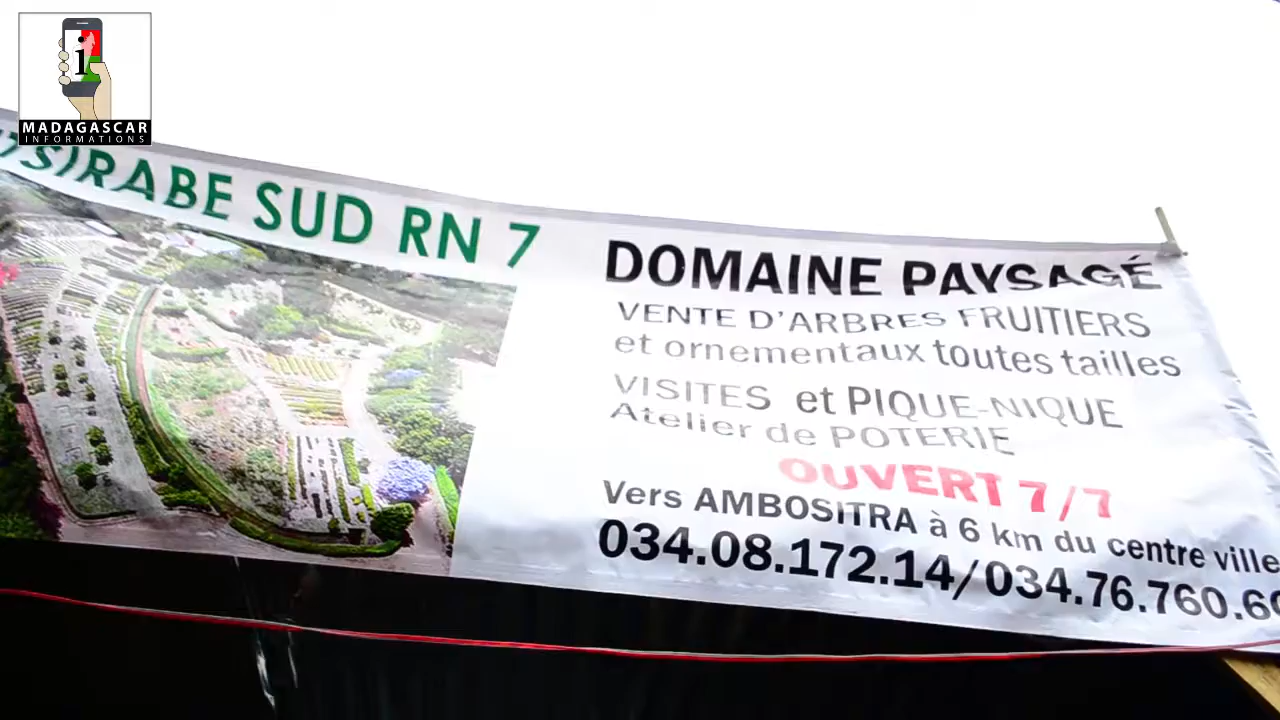 i
MADAGASCAR
INFORMATIONS
SUD RN 7
DOMAINE PAYSAGÉ
VENTE D'ARBRES FRUITIERS
et ornementaux toutes tailles
VISITES et PIQUE-NIQUE
Atelier de POTERIE
OUVERT 7/7
Vers AMBOSITRA à 6 km du centre ville
034.08.172.14/034.76.760.6